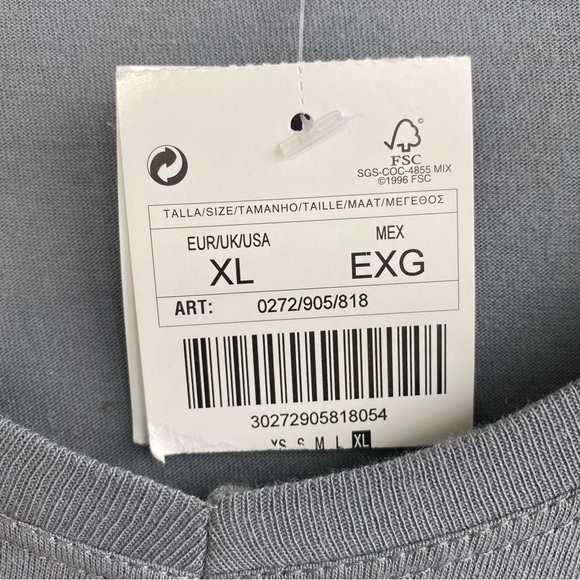 FSC
SGS-COC-4855 MIX
©1996 FSC
TALLA/SIZE/TAMANHO/TAILLE/MAAT/ΜΕΓΕΘΟΣ
EUR/UK/USA
MEX
XL
EXG
ART: 0272/905/818
30272905818054
XS S M L XL